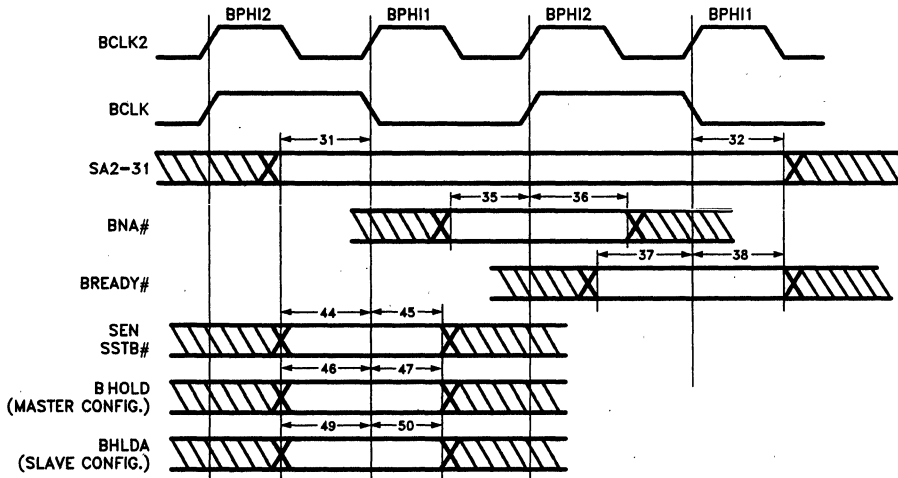 BPHI2 BPHI1 BPHI2 BPHI1
BCLK2
BCLK
31 32
SA2-31
35 36
BNA#
37 38
BREADY#
44 45
SEN
SSTB#
46 47
BHOLD
(MASTER CONFIG.)
49 50
BHLDA
(SLAVE CONFIG.)